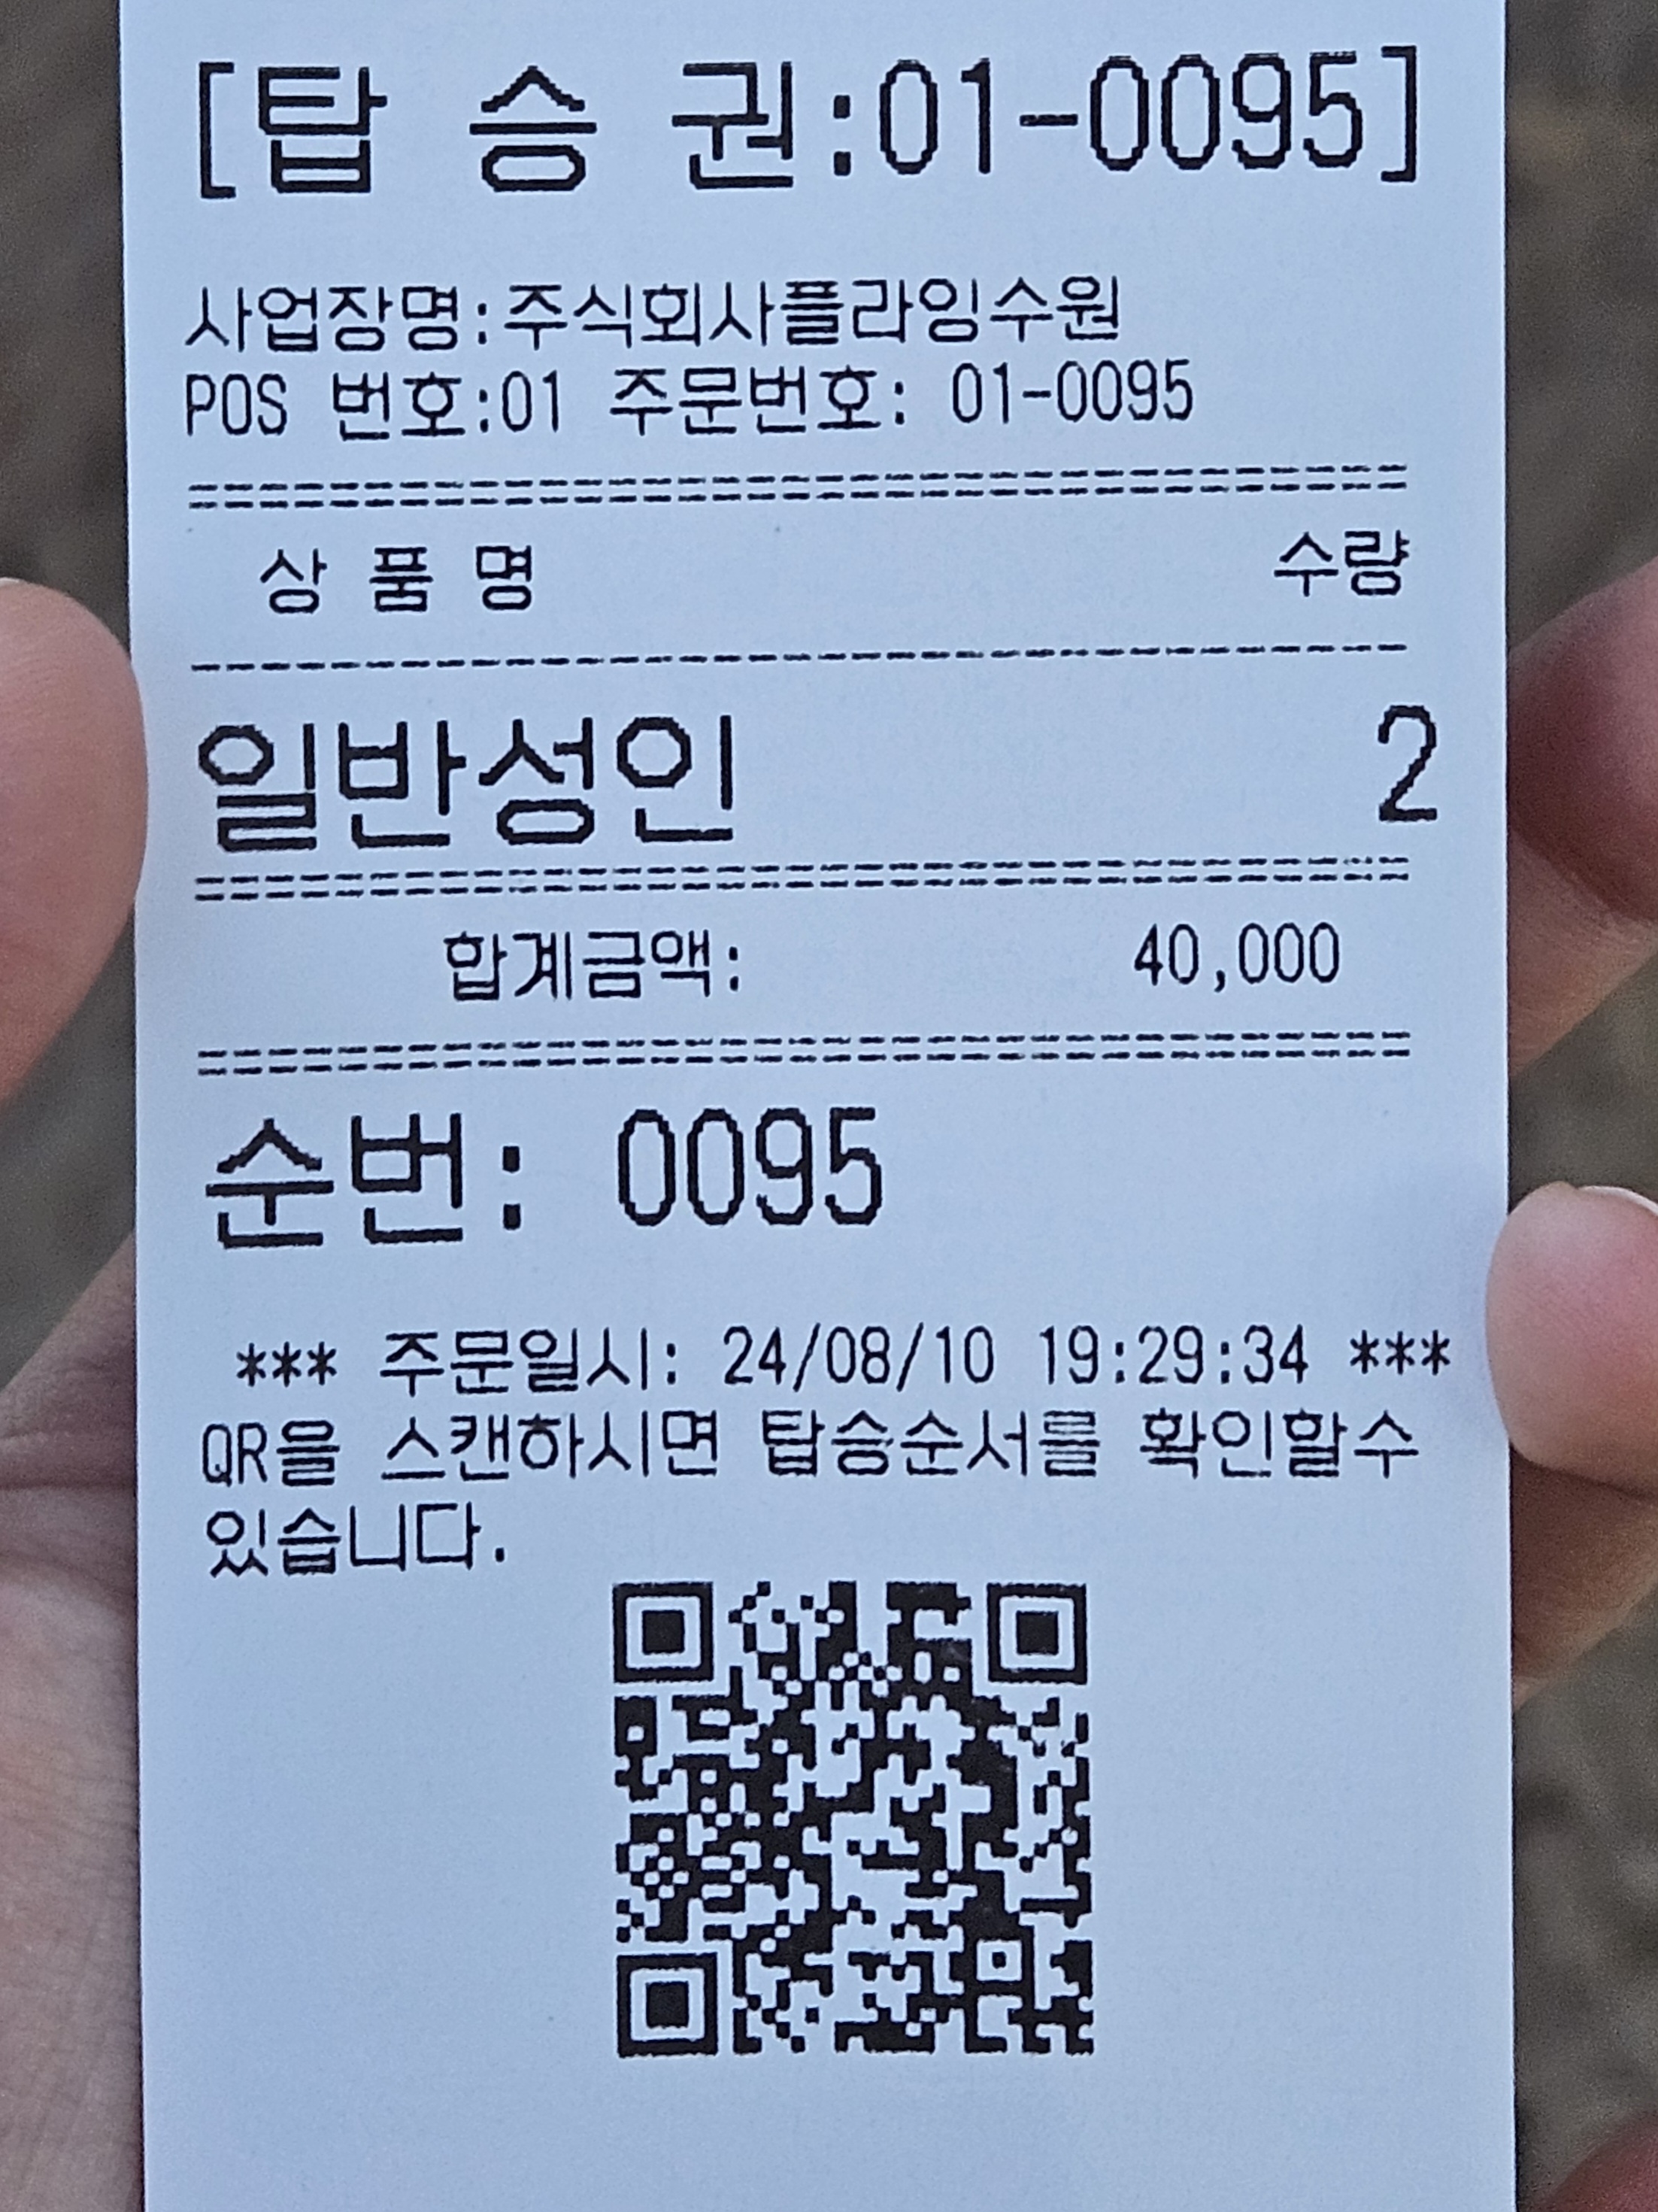 [탑 승 권:01-0095]
사업장명:주식회사플라잉수원
POS 번호:01 주문번호: 01-0095
상 품 명 수량
일반성인 2
합계금액: 40,000
순번: 0095
*** 주문일시: 24/08/10 19:29:34 ***
QR을 스캔하시면 탑승순서를 확인할수
있습니다.